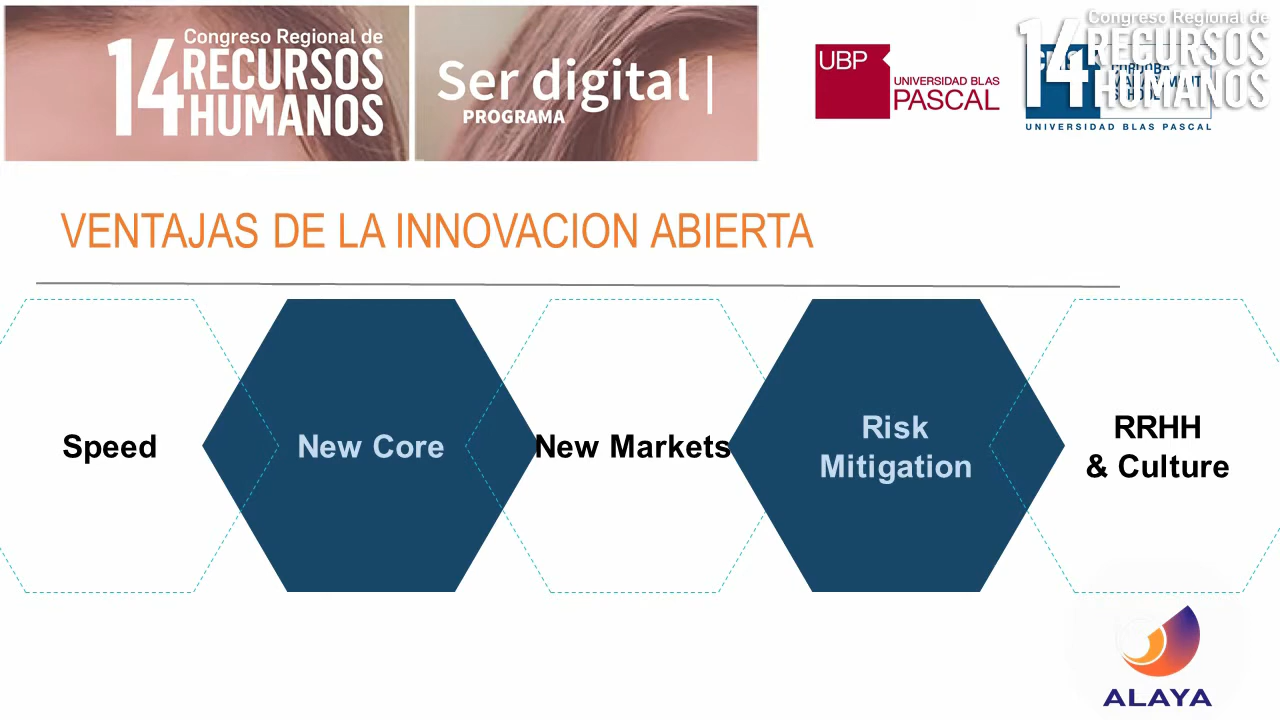 Congreso Regional de
14 RECURSOS
HUMANOS
Ser digital |
PROGRAMA
UBP
UNIVERSIDAD BLAS
PASCAL
Congreso Regional de
14 RECURSOS
HUMANOS
UNIVERSIDAD BLAS PASCAL
VENTAJAS DE LA INNOVACION ABIERTA
Speed
New Core
New Markets
Risk
Mitigation
RRHH
& Culture
ALAYA